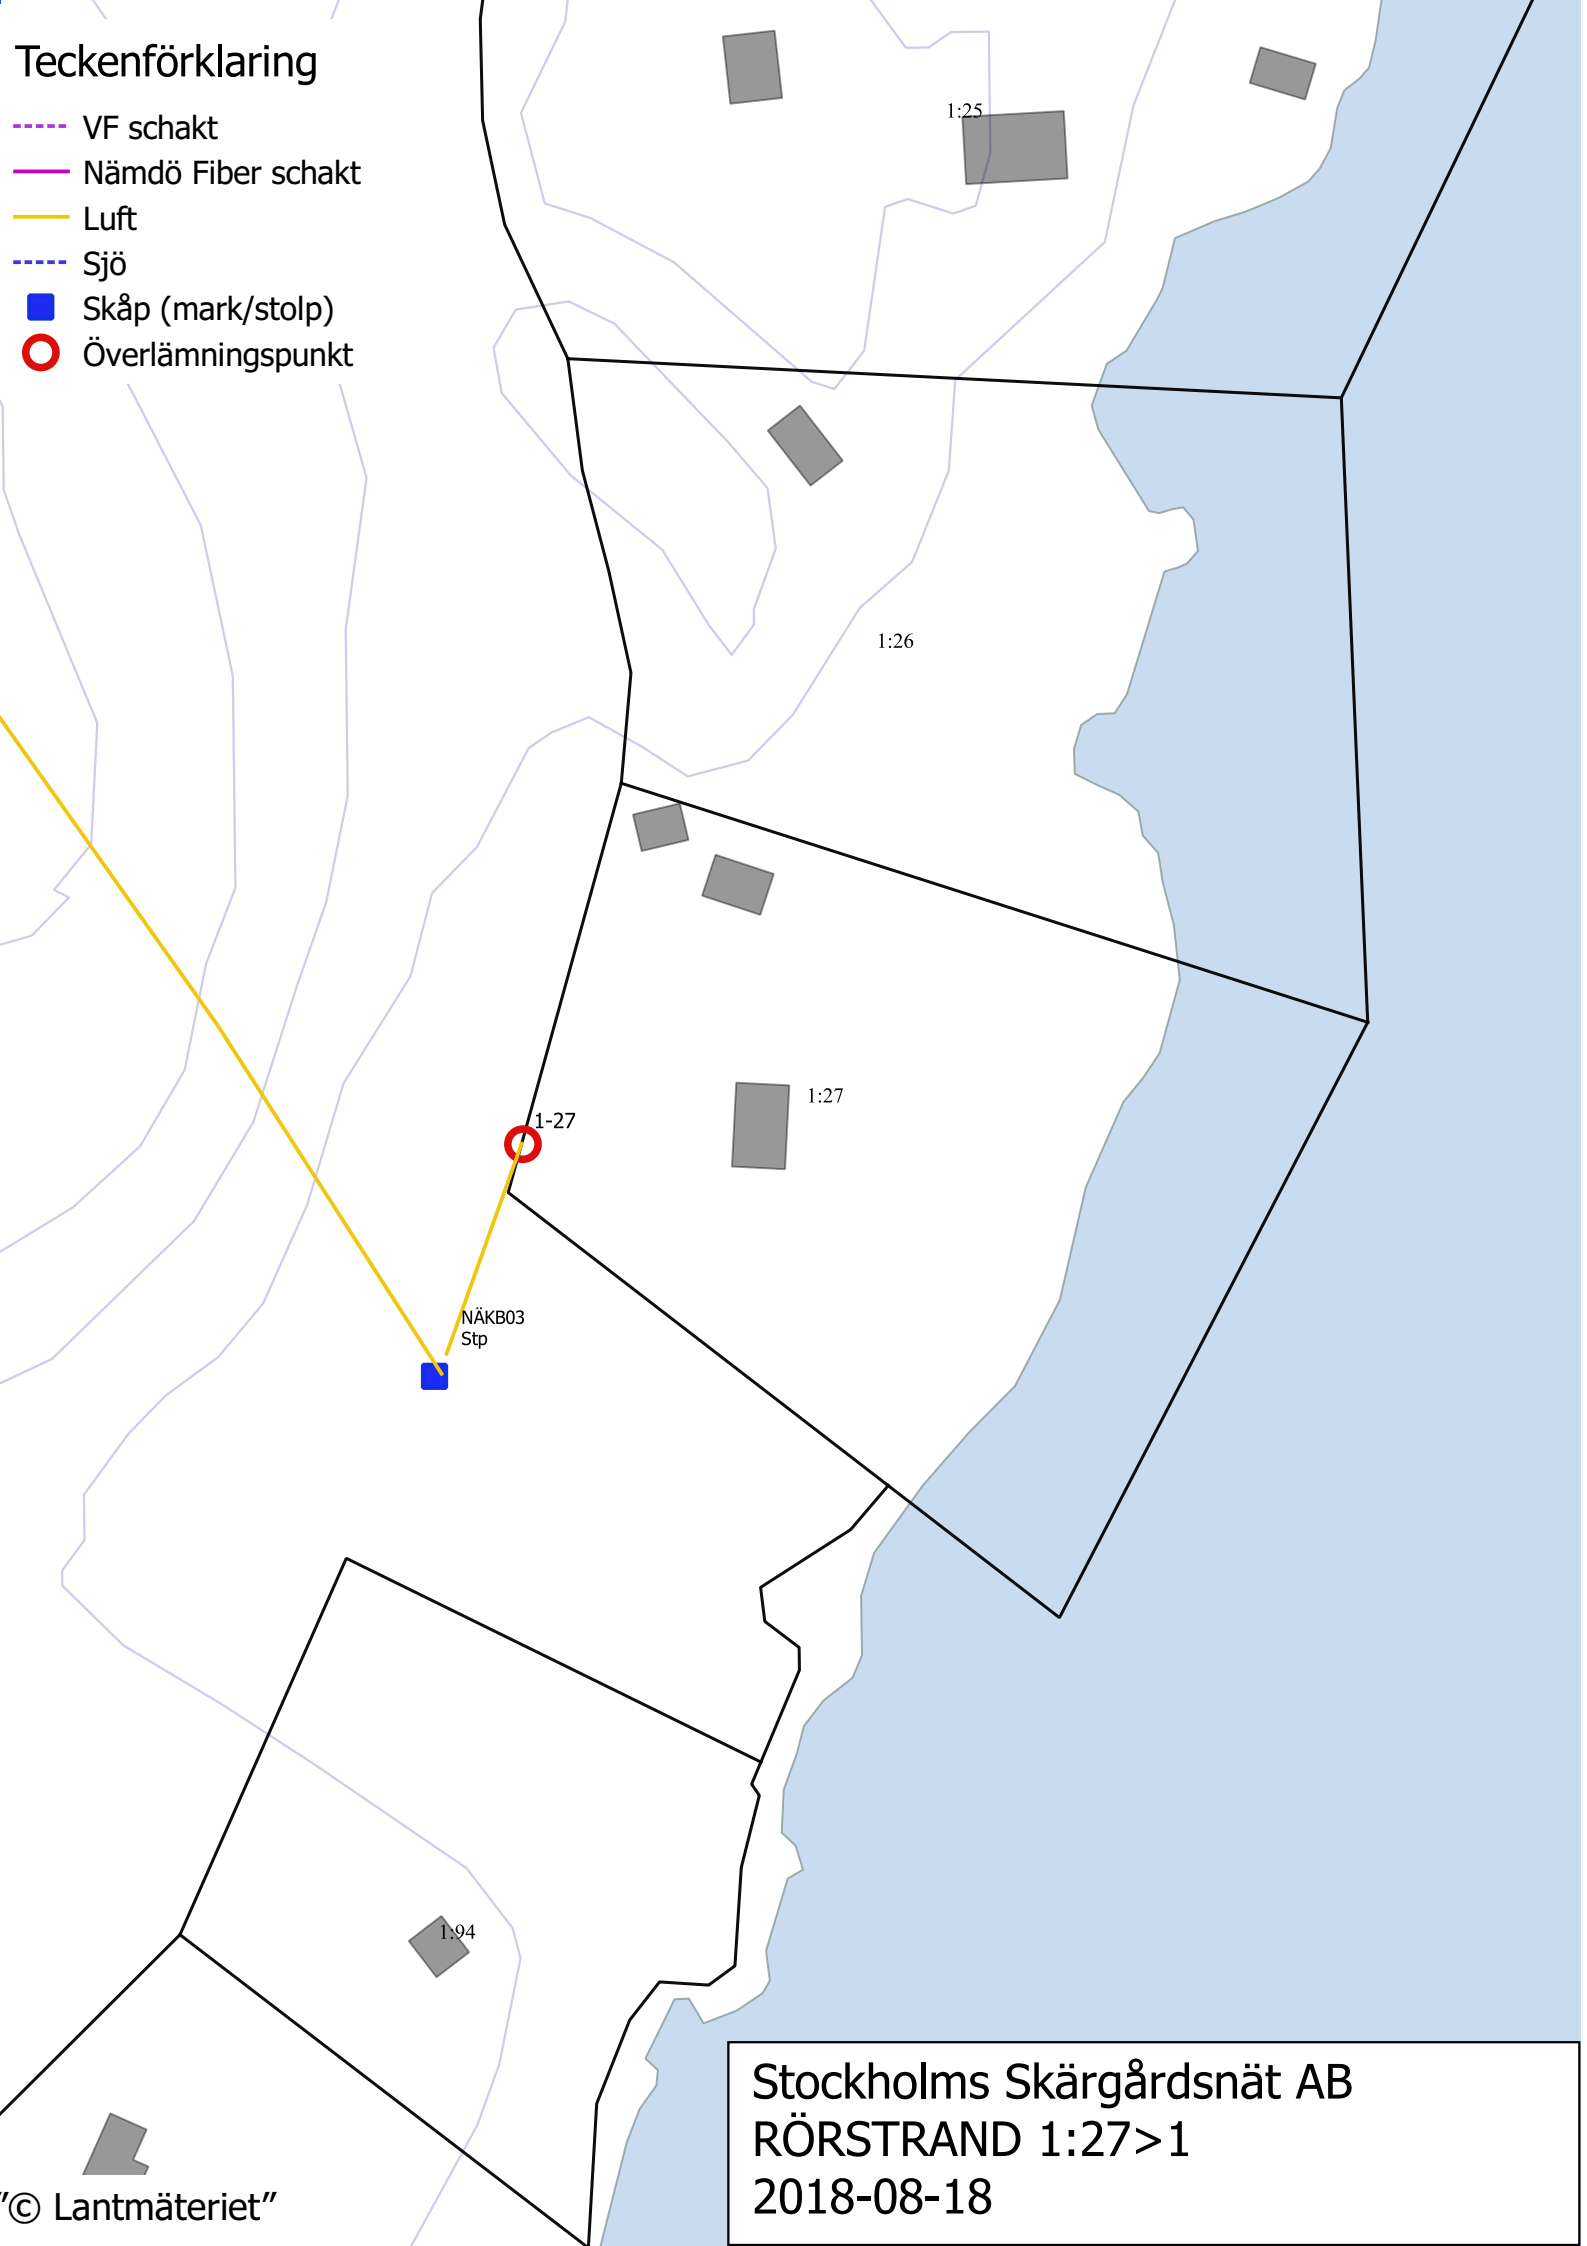 Teckenförklaring
VF schakt
Nämdö Fiber schakt
Luft
Sjö
Skåp (mark/stolp)
Överlämningspunkt
1:25
1:26
1:27
1-27
NÄKB03
Stp
1:94
"© Lantmäteriet"
Stockholms Skärgårdsnät AB
RÖRSTRAND 1:27>1
2018-08-18